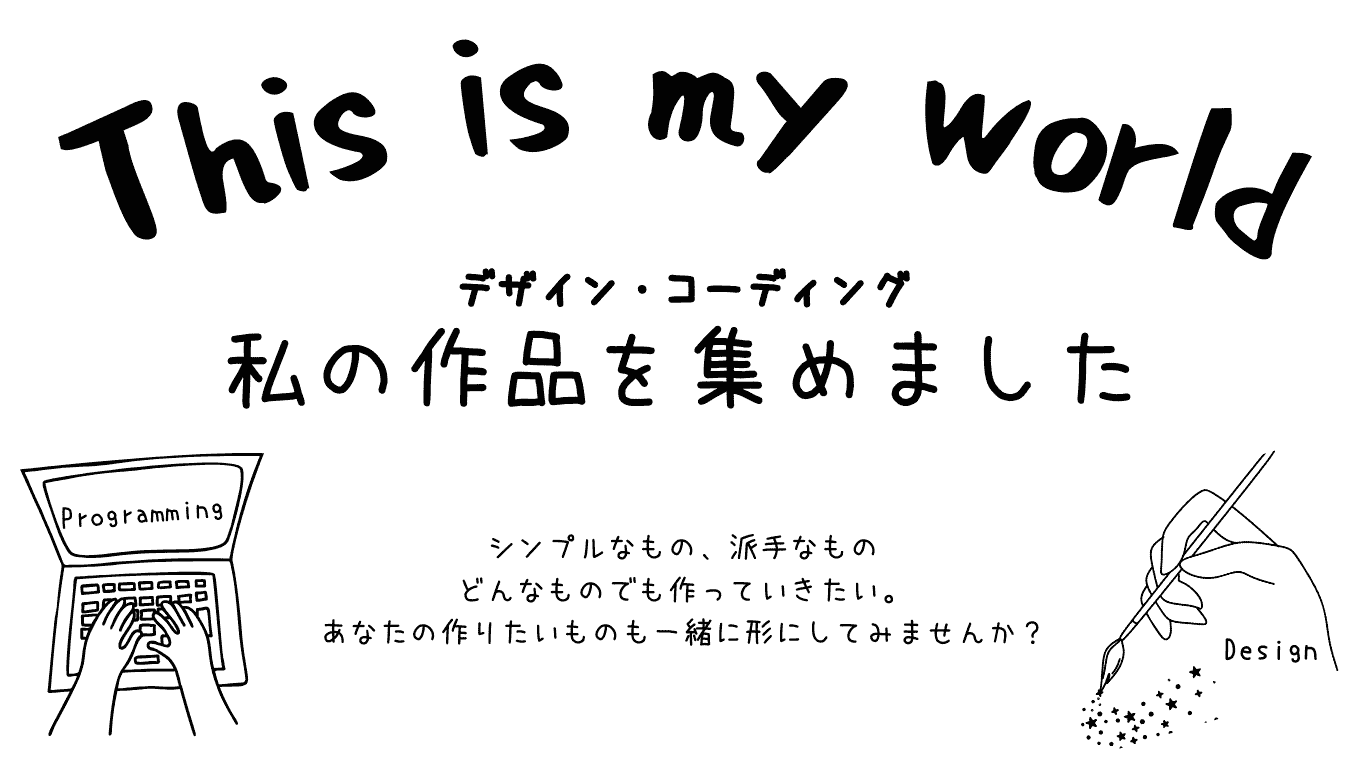 This is my world
デザイン・コーディング
私の作品を集めました
Programming
シンプルなもの、派手なもの
どんなものでも作っていきたい。
あなたの作りたいものも一緒に形にしてみませんか？
Design